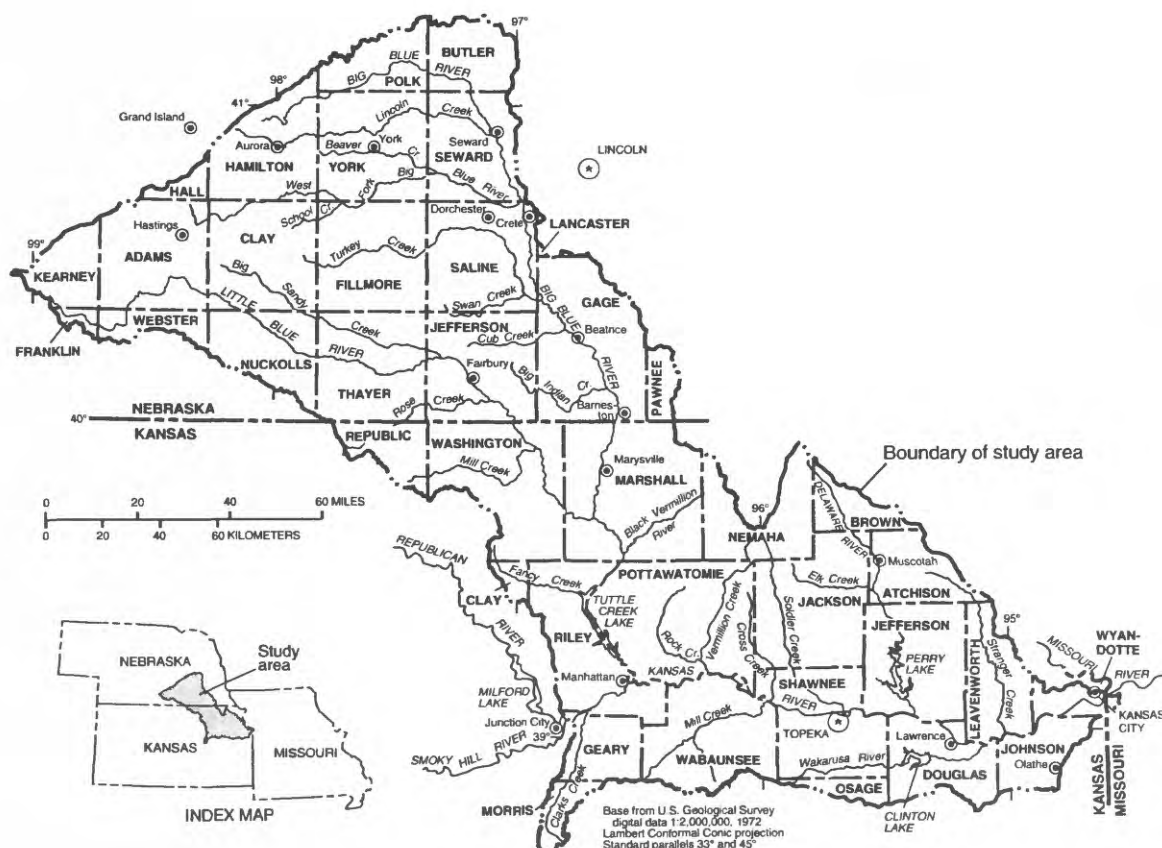 97°
BUTLER
BIG BLUE RIVER
98°
POLK
41°
Grand Island
Lincoln Creek
Aurora
York
Seward
LINCOLN
HAMILTON
Beaver Cr.
YORK
SEWARD
HALL
West Fork Big Blue River
School Cr.
Dorchester
Crete
LANCASTER
Hastings
CLAY
99°
ADAMS
Turkey Creek
SALINE
KEARNEY
FILLMORE
GAGE
Big Sandy Creek
Swan Creek
BIG BLUE RIVER
WEBSTER
LITTLE BLUE RIVER
JEFFERSON
Cub Creek
Beatrice
FRANKLIN
NUCKOLLS
Fairbury
Big Indian Cr.
PAWNEE
THAYER
Rose Creek
Barnes-
ton
40°
NEBRASKA
KANSAS
REPUBLIC
WASHINGTON
Mill Creek
Marysville
MARSHALL
Boundary of study area
0 20 40 60 MILES
0 20 40 60 KILOMETERS
Black Vermillion River
96°
DELAWARE RIVER
BROWN
NEMAHA
REPUBLICAN RIVER
Fancy Creek
POTTAWATOMIE
Muscotah
Elk Creek
CLAY
JACKSON
ATCHISON
TUTTLE
CREEK
LAKE
Vermillion Creek
Soldier Creek
JEFFERSON
95°
RILEY
Rock Cr.
Cross Creek
LEAVENWORTH
Stranger Creek
MISSOURI RIVER
WYAN-
DOTTE
NEBRASKA
Study
area
PERRY
LAKE
Manhattan
KANSAS RIVER
SHAWNEE
MILFORD
LAKE
KANSAS
CITY
Junction City
39°
Mill Creek
TOPEKA
Lawrence
KANSAS
MISSOURI
SMOKY HILL RIVER
GEARY
WABAUNSEE
Wakarusa River
JOHNSON
Olathe
DOUGLAS
OSAGE
KANSAS
MISSOURI
MORRIS
Clarks Creek
CLINTON
LAKE
INDEX MAP
Base from U.S. Geological Survey
digital data 1:2,000,000, 1972
Lambert Conformal Conic projection
Standard parallels 33° and 45°